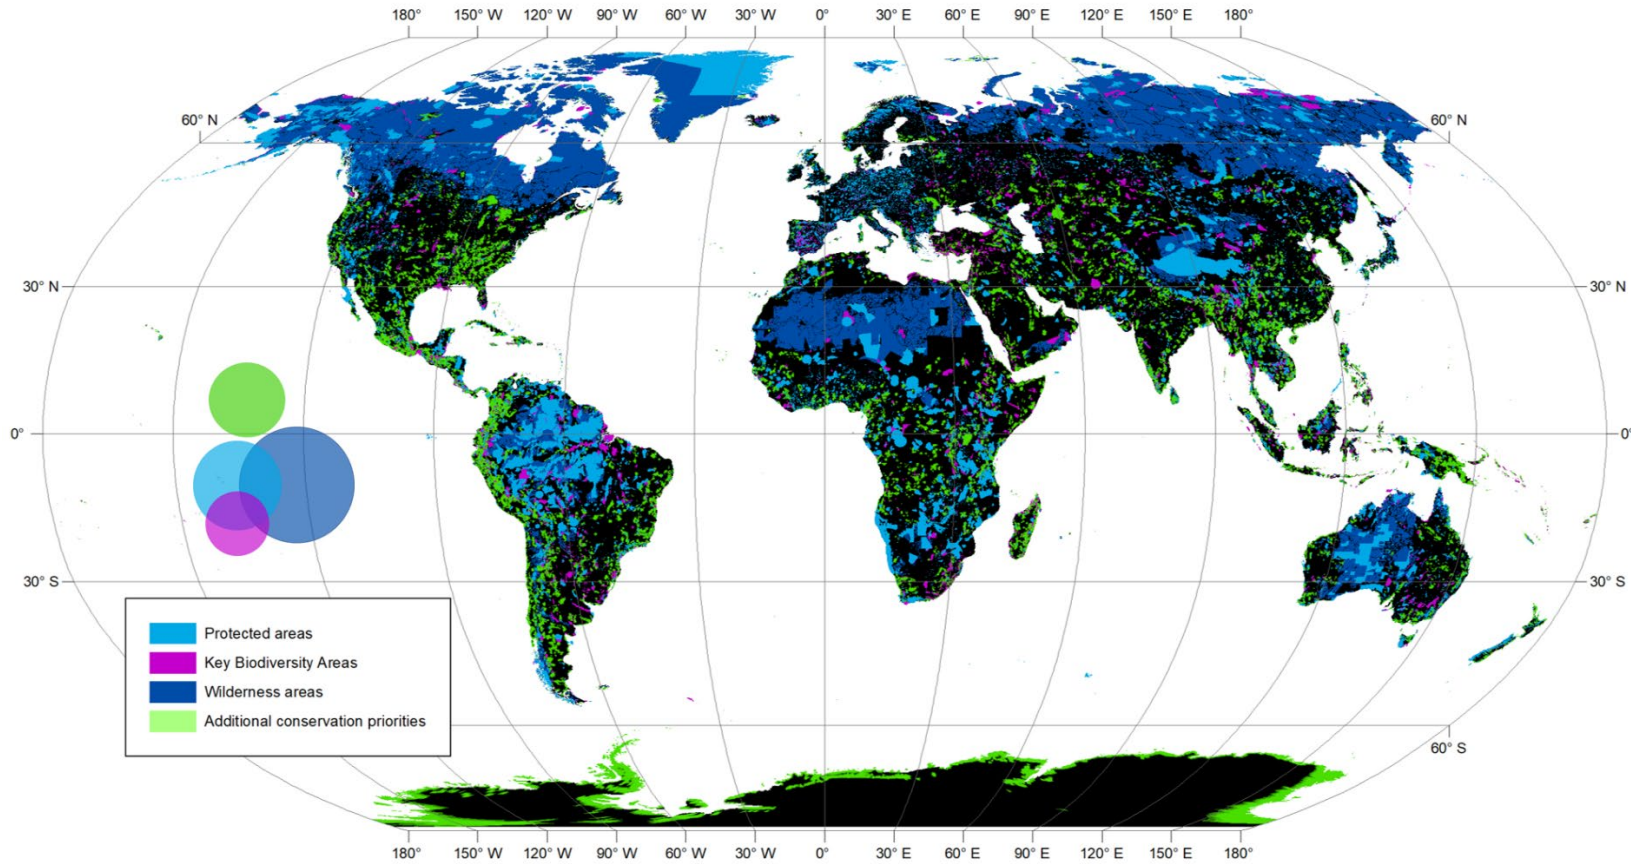 180° 150° W 120° W 90° W 60° W 30° W 0° 30° E 60° E 90° E 120° E 150° E 180°
60° N 60° N
30° N 30° N
0° 0°
30° S 30° S
Protected areas
Key Biodiversity Areas
Wilderness areas
Additional conservation priorities
60° S
180° 150° W 120° W 90° W 60° W 30° W 0° 30° E 60° E 90° E 120° E 150° E 180°